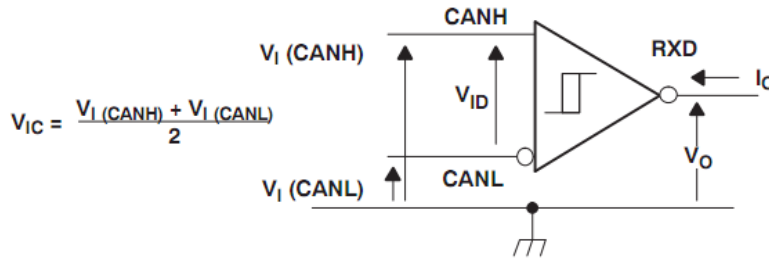 CANH
RXD
V_I (CANH)
I_O
V_ID
V_IC = V_I (CANH) + V_I (CANL)
2
V_O
CANL
V_I (CANL)